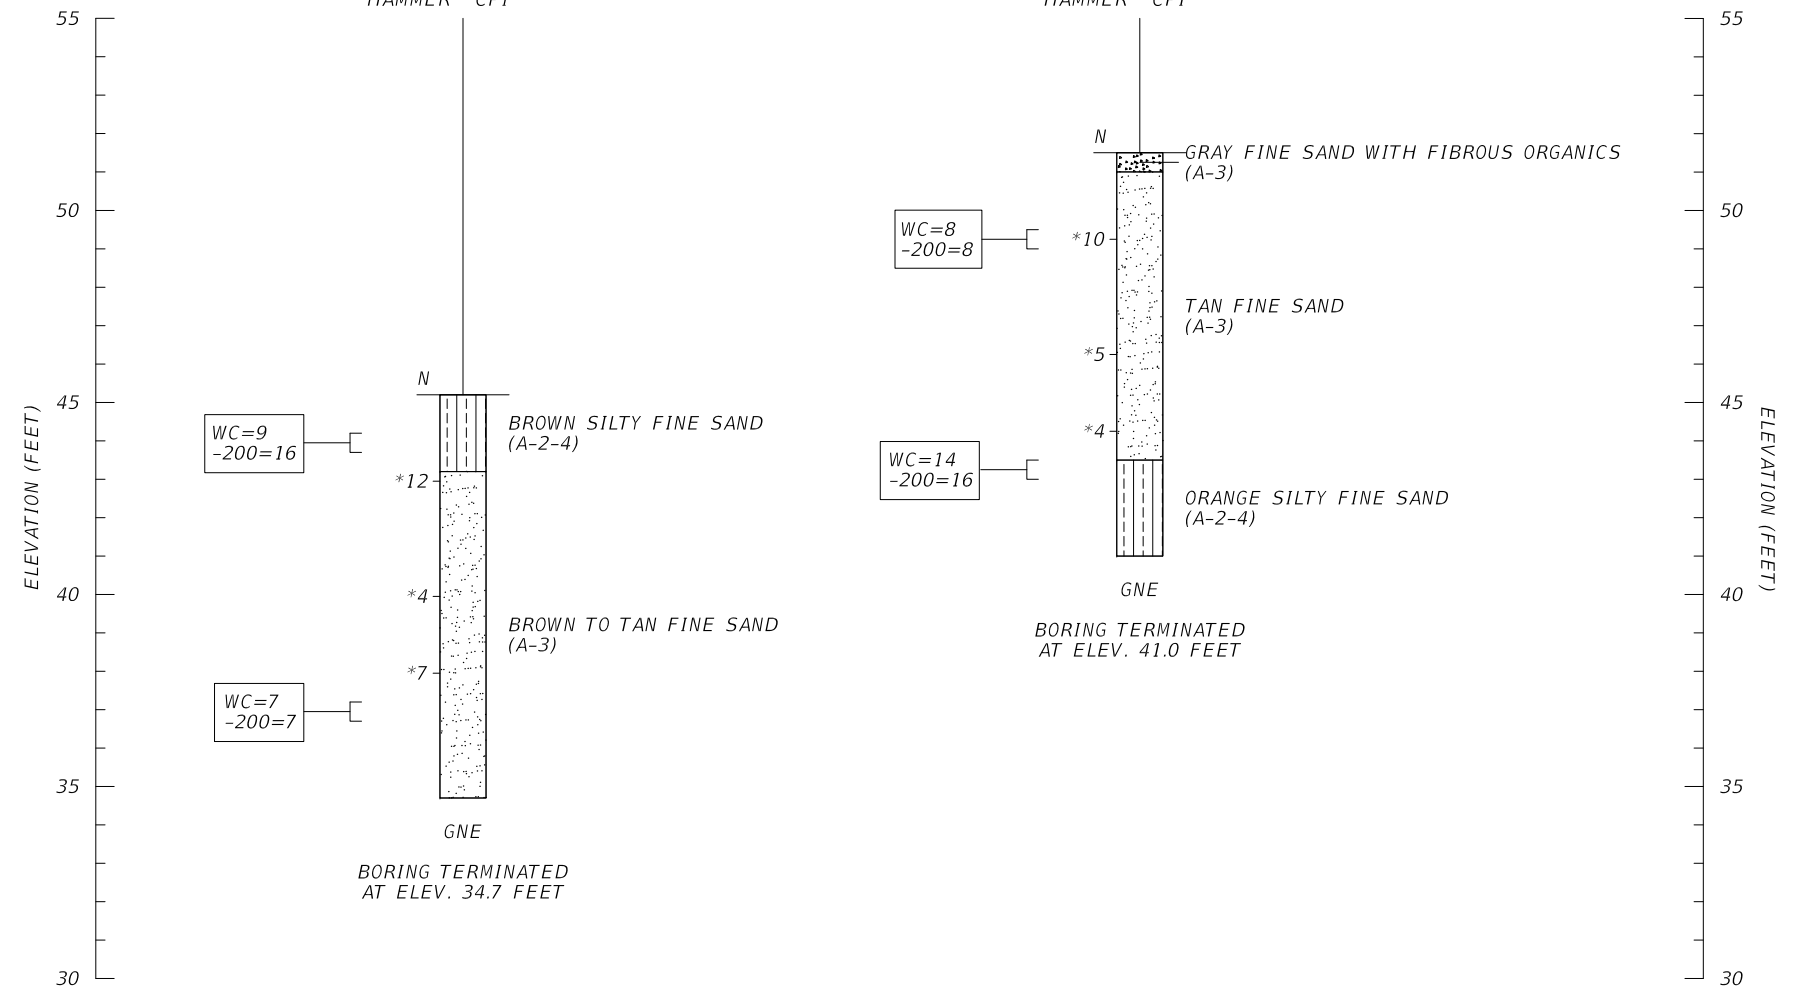 HAMMER CPT
HAMMER CPT
55
55
N
GRAY FINE SAND WITH FIBROUS ORGANICS
(A-3)
50
50
WC=8
-200=8
*10
TAN FINE SAND
(A-3)
*5
N
45
45
ELEVATION (FEET)
ELEVATION (FEET)
WC=9
-200=16
BROWN SILTY FINE SAND
(A-2-4)
*4
WC=14
-200=16
*12
ORANGE SILTY FINE SAND
(A-2-4)
40
40
*4
GNE
BROWN TO TAN FINE SAND
(A-3)
BORING TERMINATED
AT ELEV. 41.0 FEET
*7
WC=7
-200=7
35
35
GNE
BORING TERMINATED
AT ELEV. 34.7 FEET
30
30